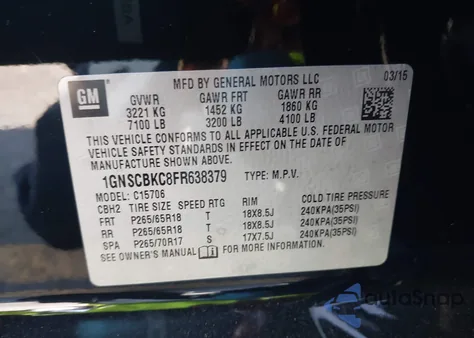 GM
MFD BY GENERAL MOTORS LLC 03/15
GVWR GAWR FRT GAWR RR
3221 KG 1452 KG 1860 KG
7100 LB 3200 LB 4100 LB
THIS VEHICLE CONFORMS TO ALL APPLICABLE U.S. FEDERAL MOTOR
VEHICLE SAFETY AND THEFT PREVENTION STANDARDS IN EFFECT ON THE DATE OF
MANUFACTURE SHOWN ABOVE.
1GNSCBKC8FR638379 TYPE: M.P.V.
MODEL: C15706
CBH2 TIRE SIZE SPEED RTG RIM COLD TIRE PRESSURE
FRT P265/65R18 T 18X8.5J 240KPA(35PSI)
RR P265/65R18 T 18X8.5J 240KPA(35PSI)
SPA P265/70R17 S 17X7.5J 240KPA(35PSI)
SEE OWNER'S MANUAL FOR MORE INFORMATION.
AutoSnap